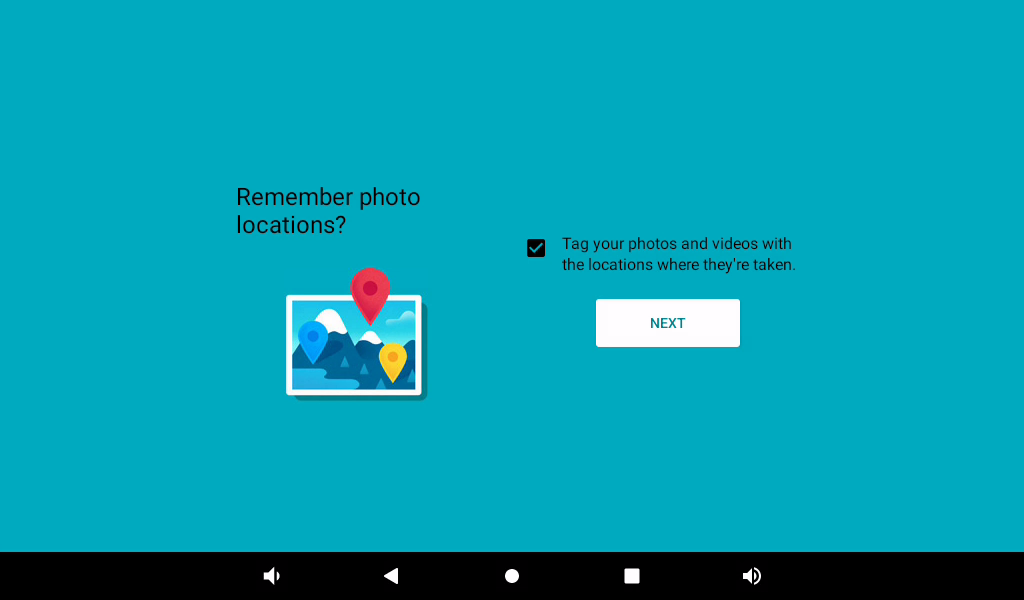 Remember photo
locations?
Tag your photos and videos with
the locations where they're taken.
NEXT